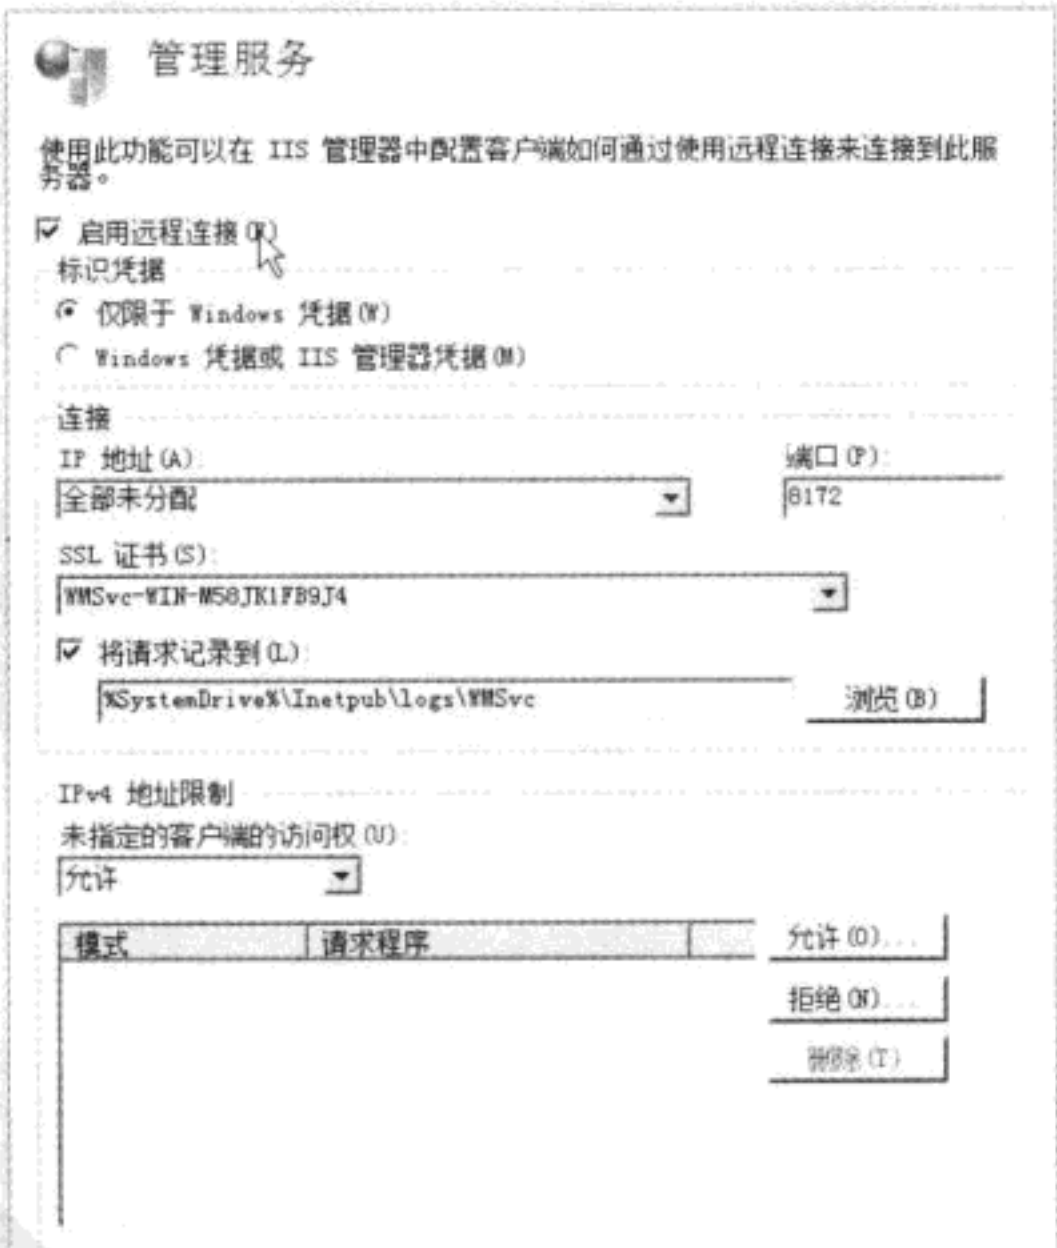 管理服务
使用此功能可以在 IIS 管理器中配置客户端如何通过使用远程连接来连接到此服
务器。
启用远程连接(R)
标识凭据
仅限于 Windows 凭据(W)
Windows 凭据或 IIS 管理器凭据(M)
连接
IP 地址(A):
端口(P):
全部未分配
8172
SSL 证书(S):
WMSvc-WIN-M58JK1FB9J4
将请求记录到(L):
%SystemDrive%\Inetpub\logs\WMSvc
浏览(B)
IPv4 地址限制
未指定的客户端的访问权(U):
允许
模式 请求程序
允许(O)...
拒绝(N)...
删除(T)